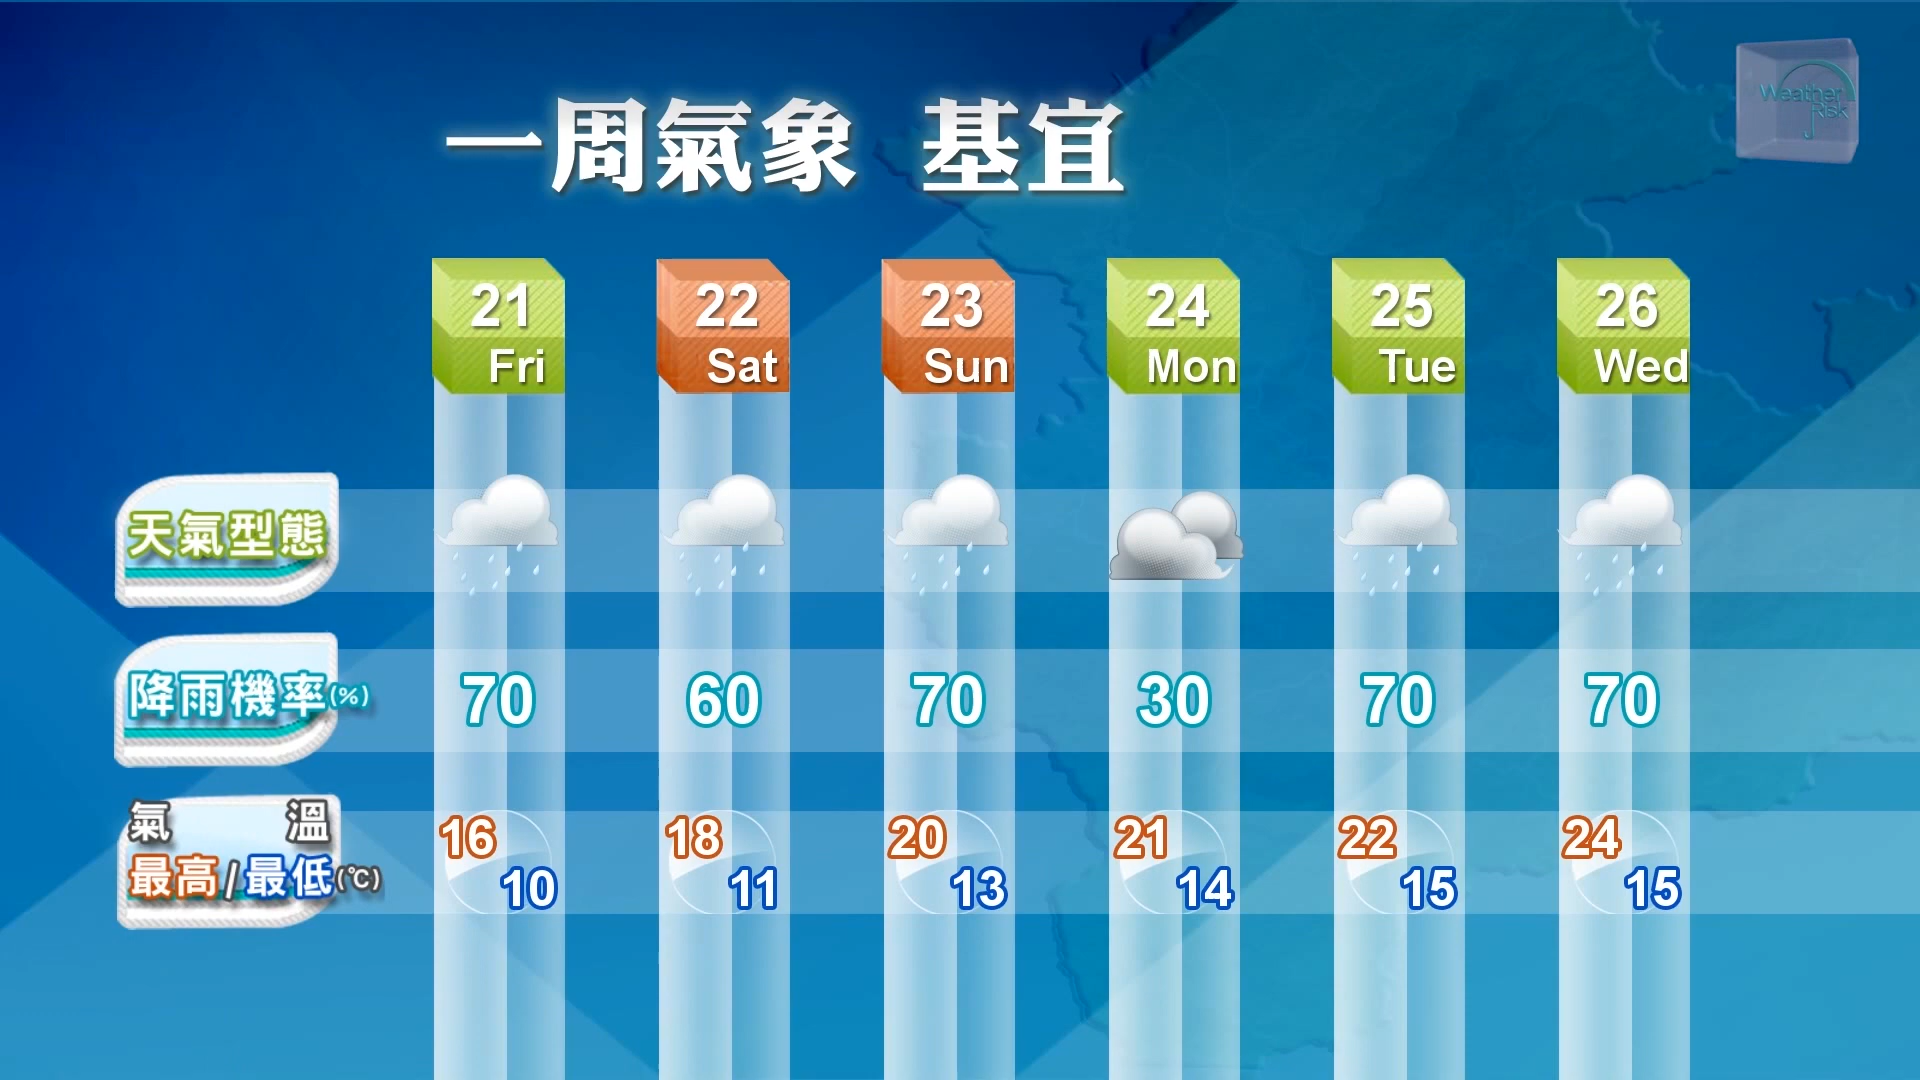 Weather
Risk
一周氣象 基宜
21 22 23 24 25 26
Fri Sat Sun Mon Tue Wed
天氣型態
降雨機率(%) 70 60 70 30 70 70
氣溫 16 18 20 21 22 24
最高/最低(℃) 10 11 13 14 15 15